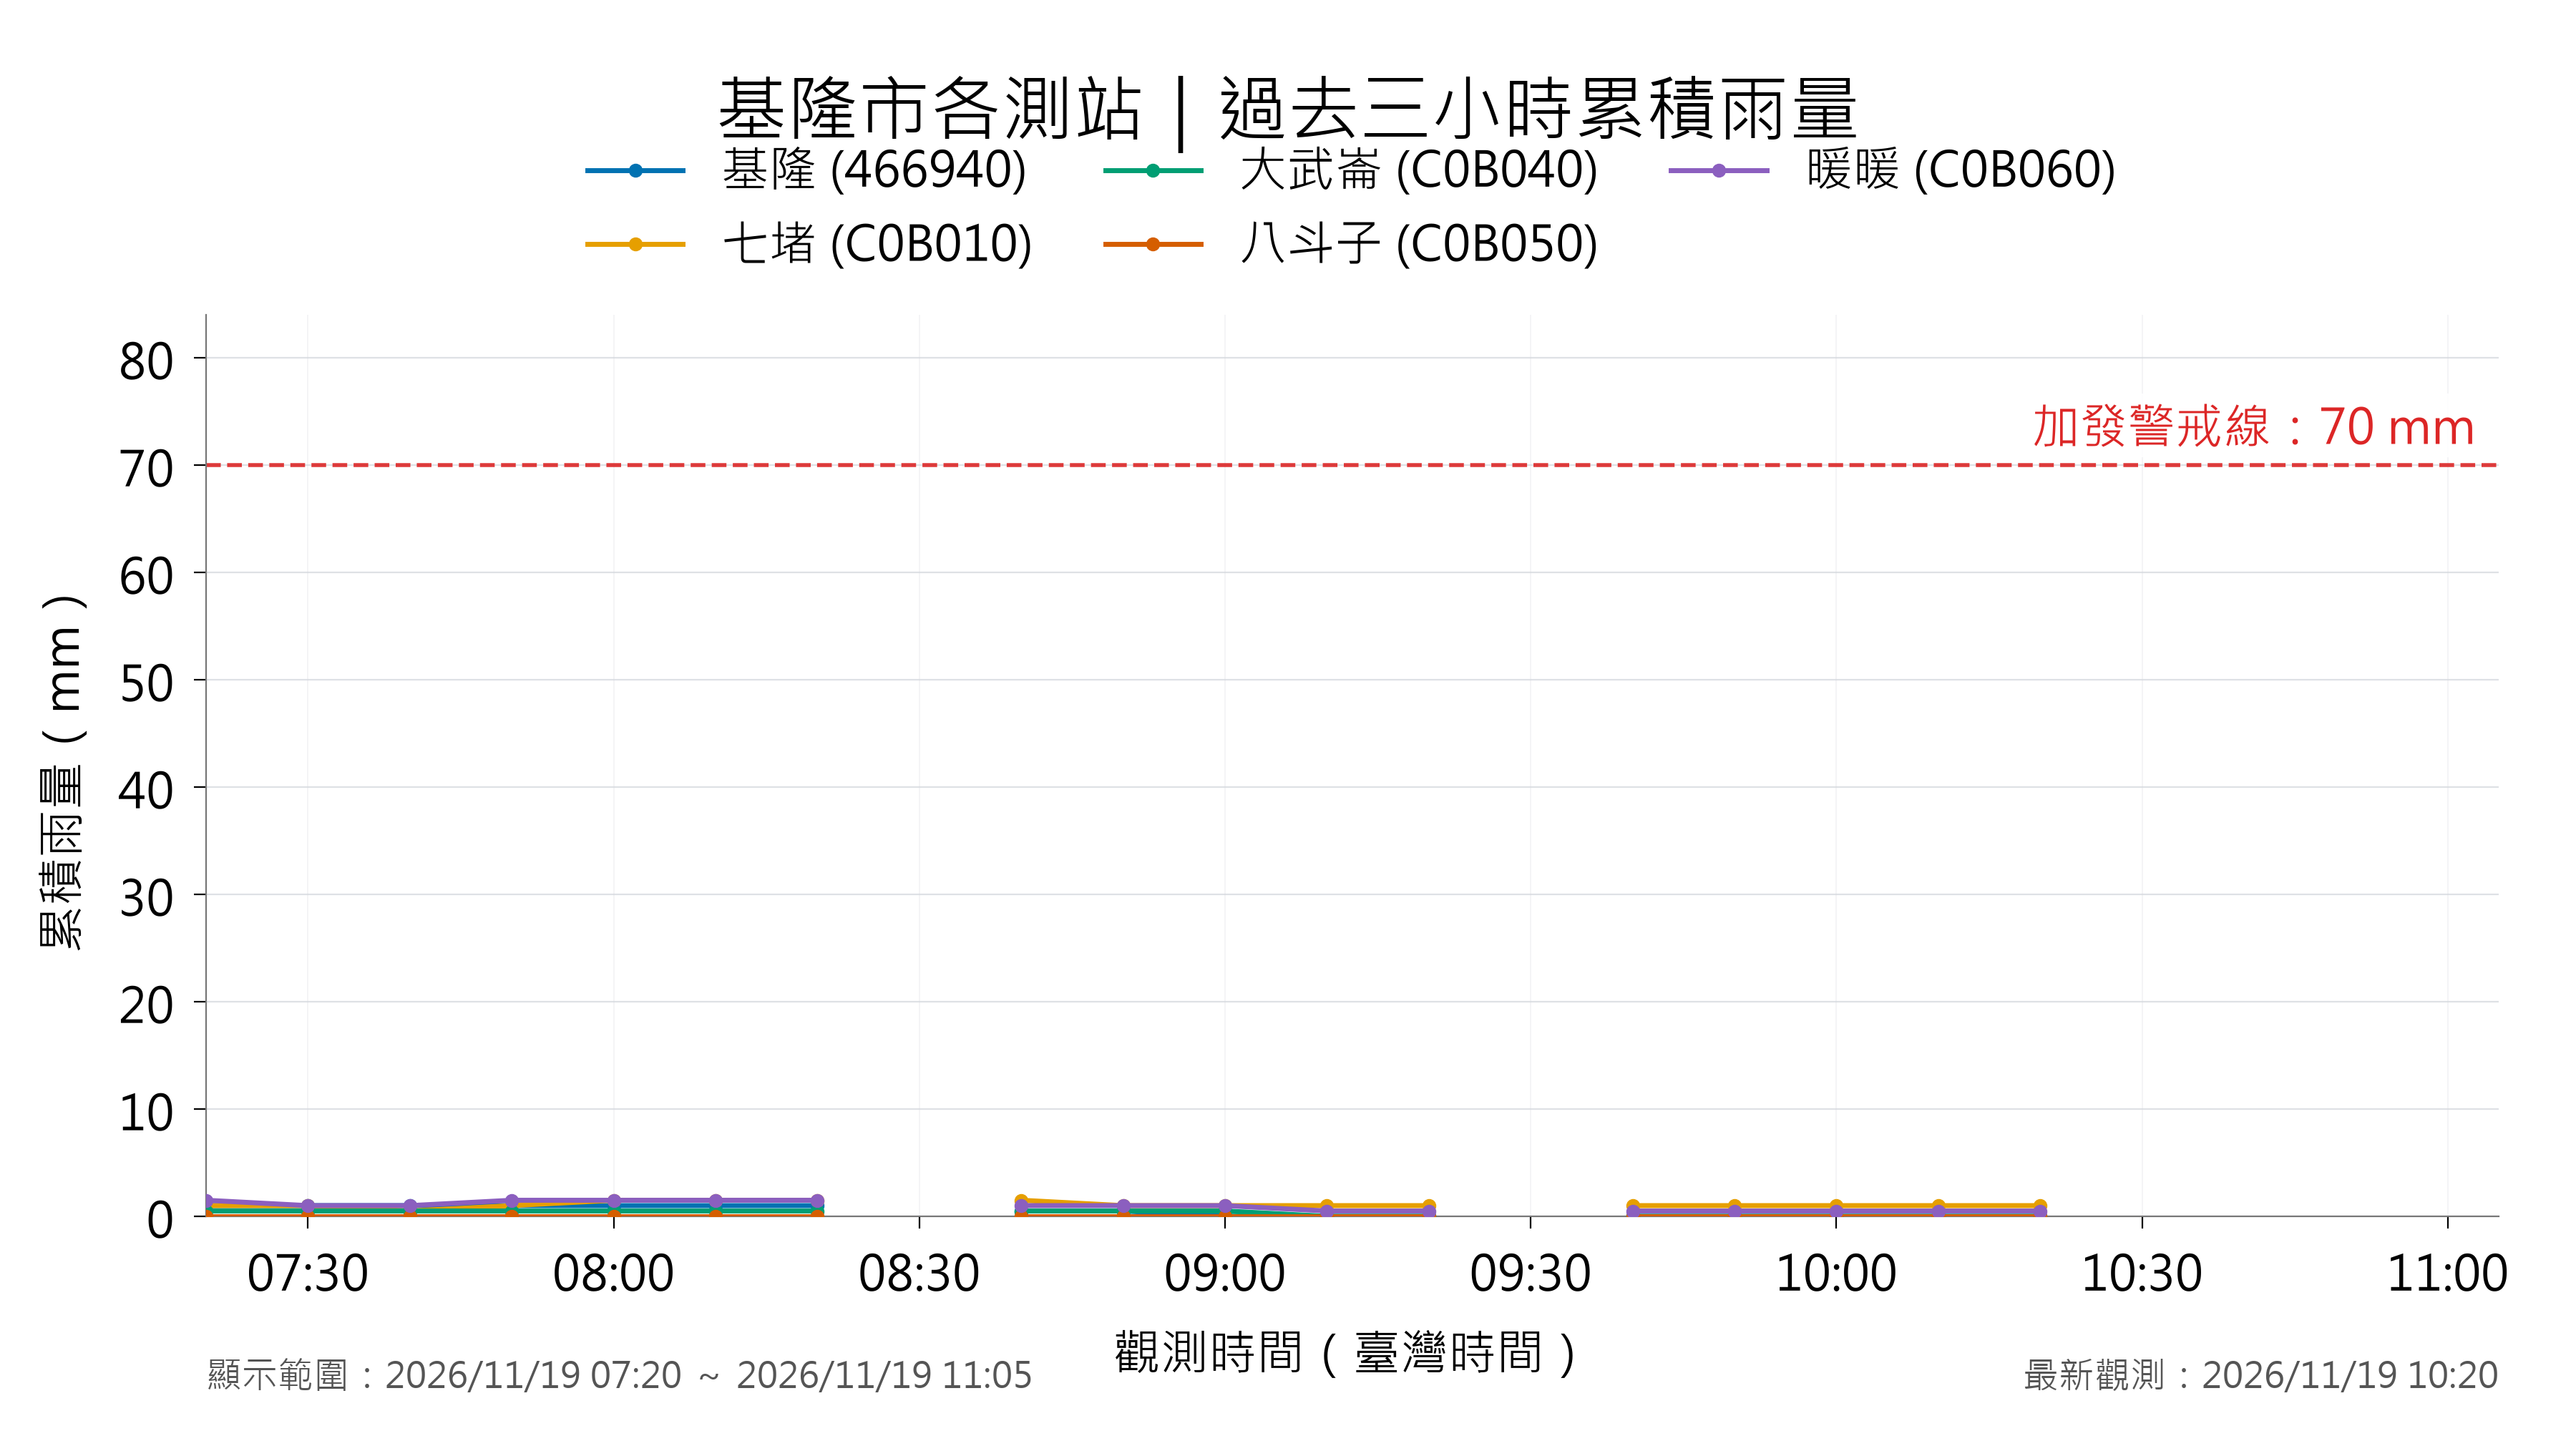 基隆市各測站｜過去三小時累積雨量
基隆 (466940)
大武崙 (C0B040)
暖暖 (C0B060)
七堵 (C0B010)
八斗子 (C0B050)
80
70
60
50
40
30
20
10
0
加發警戒線：70 mm
累積雨量（mm）
07:30
08:00
08:30
09:00
09:30
10:00
10:30
11:00
觀測時間（臺灣時間）
顯示範圍：2026/11/19 07:20 ~ 2026/11/19 11:05
最新觀測：2026/11/19 10:20